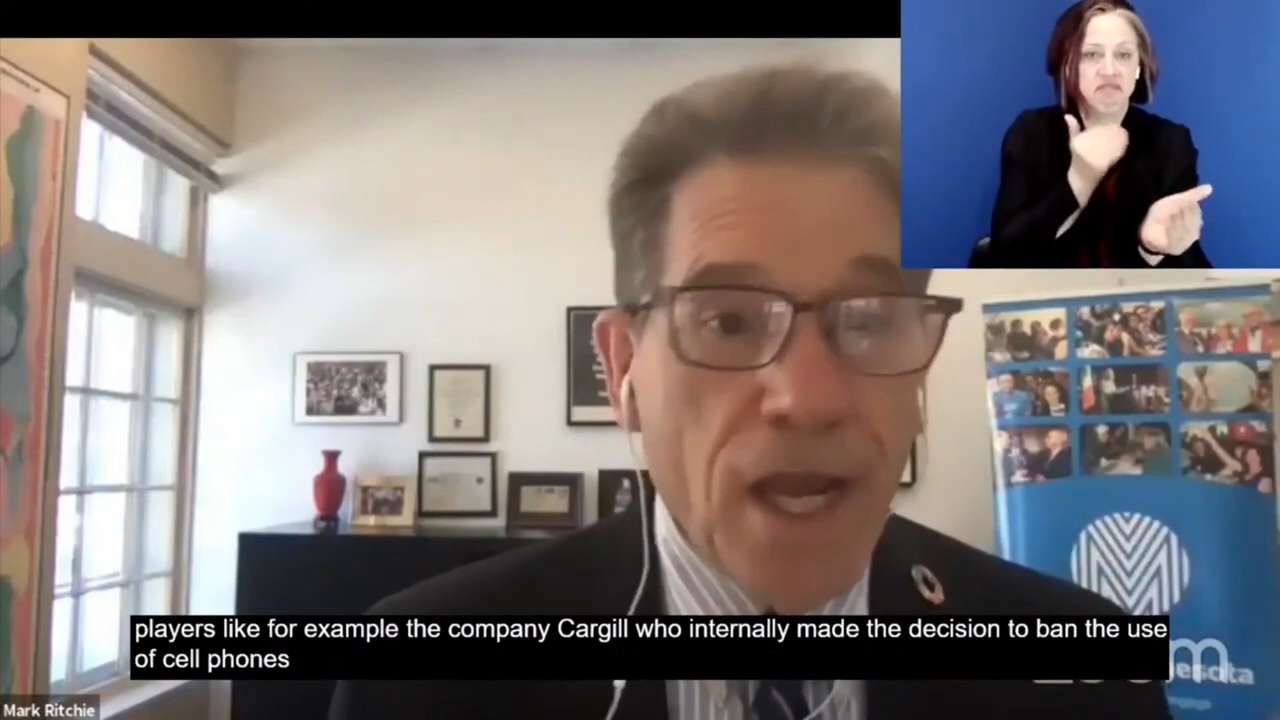 players like for example the company Cargill who internally made the decision to ban the use
of cell phones
Mark Ritchie